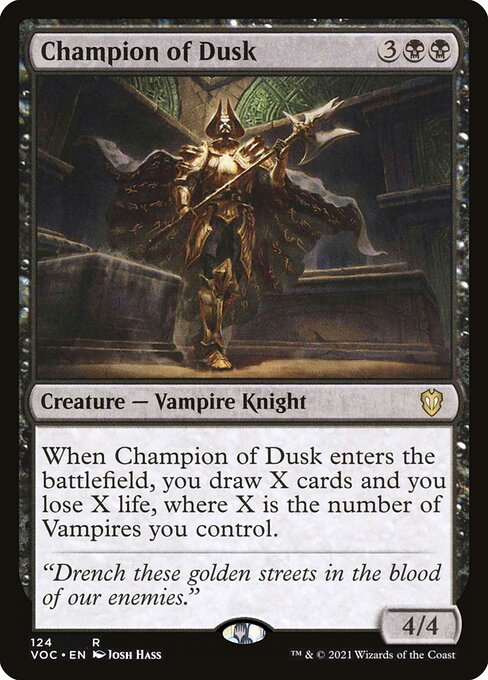 Champion of Dusk 3
Creature — Vampire Knight
When Champion of Dusk enters the
battlefield, you draw X cards and you
lose X life, where X is the number of
Vampires you control.
“Drench these golden streets in the blood
of our enemies.”
4/4
124 R
VOC • EN Josh Hass
™ & © 2021 Wizards of the Coast